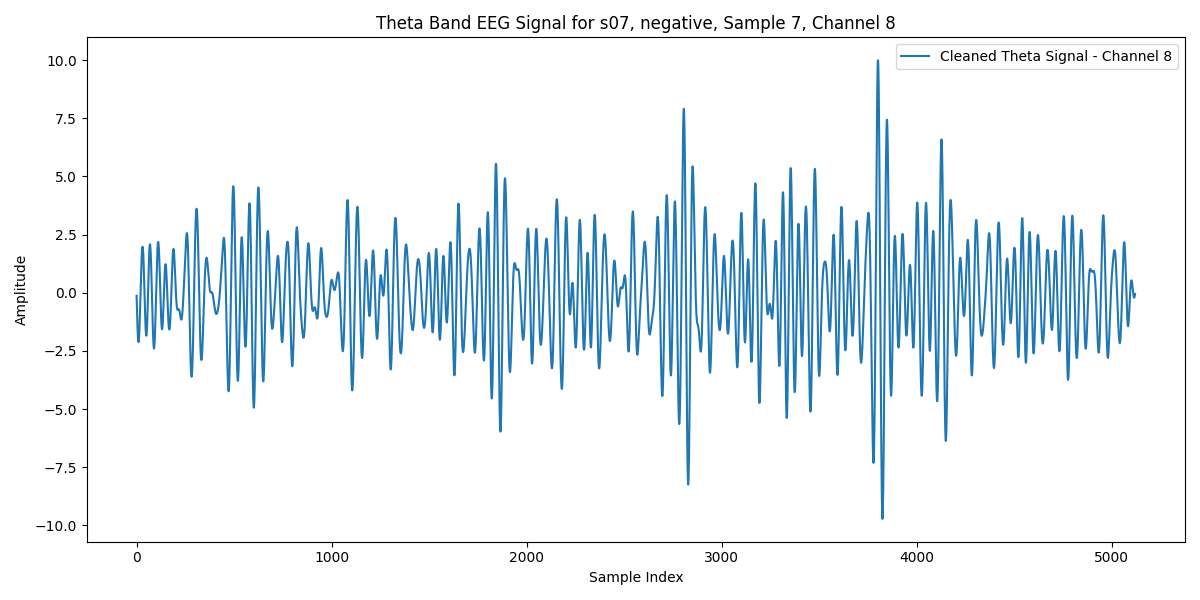 Theta Band EEG Signal for s07, negative, Sample 7, Channel 8
Cleaned Theta Signal - Channel 8
10.0
7.5
5.0
2.5
0.0
−2.5
−5.0
−7.5
−10.0
Amplitude
0 1000 2000 3000 4000 5000
Sample Index